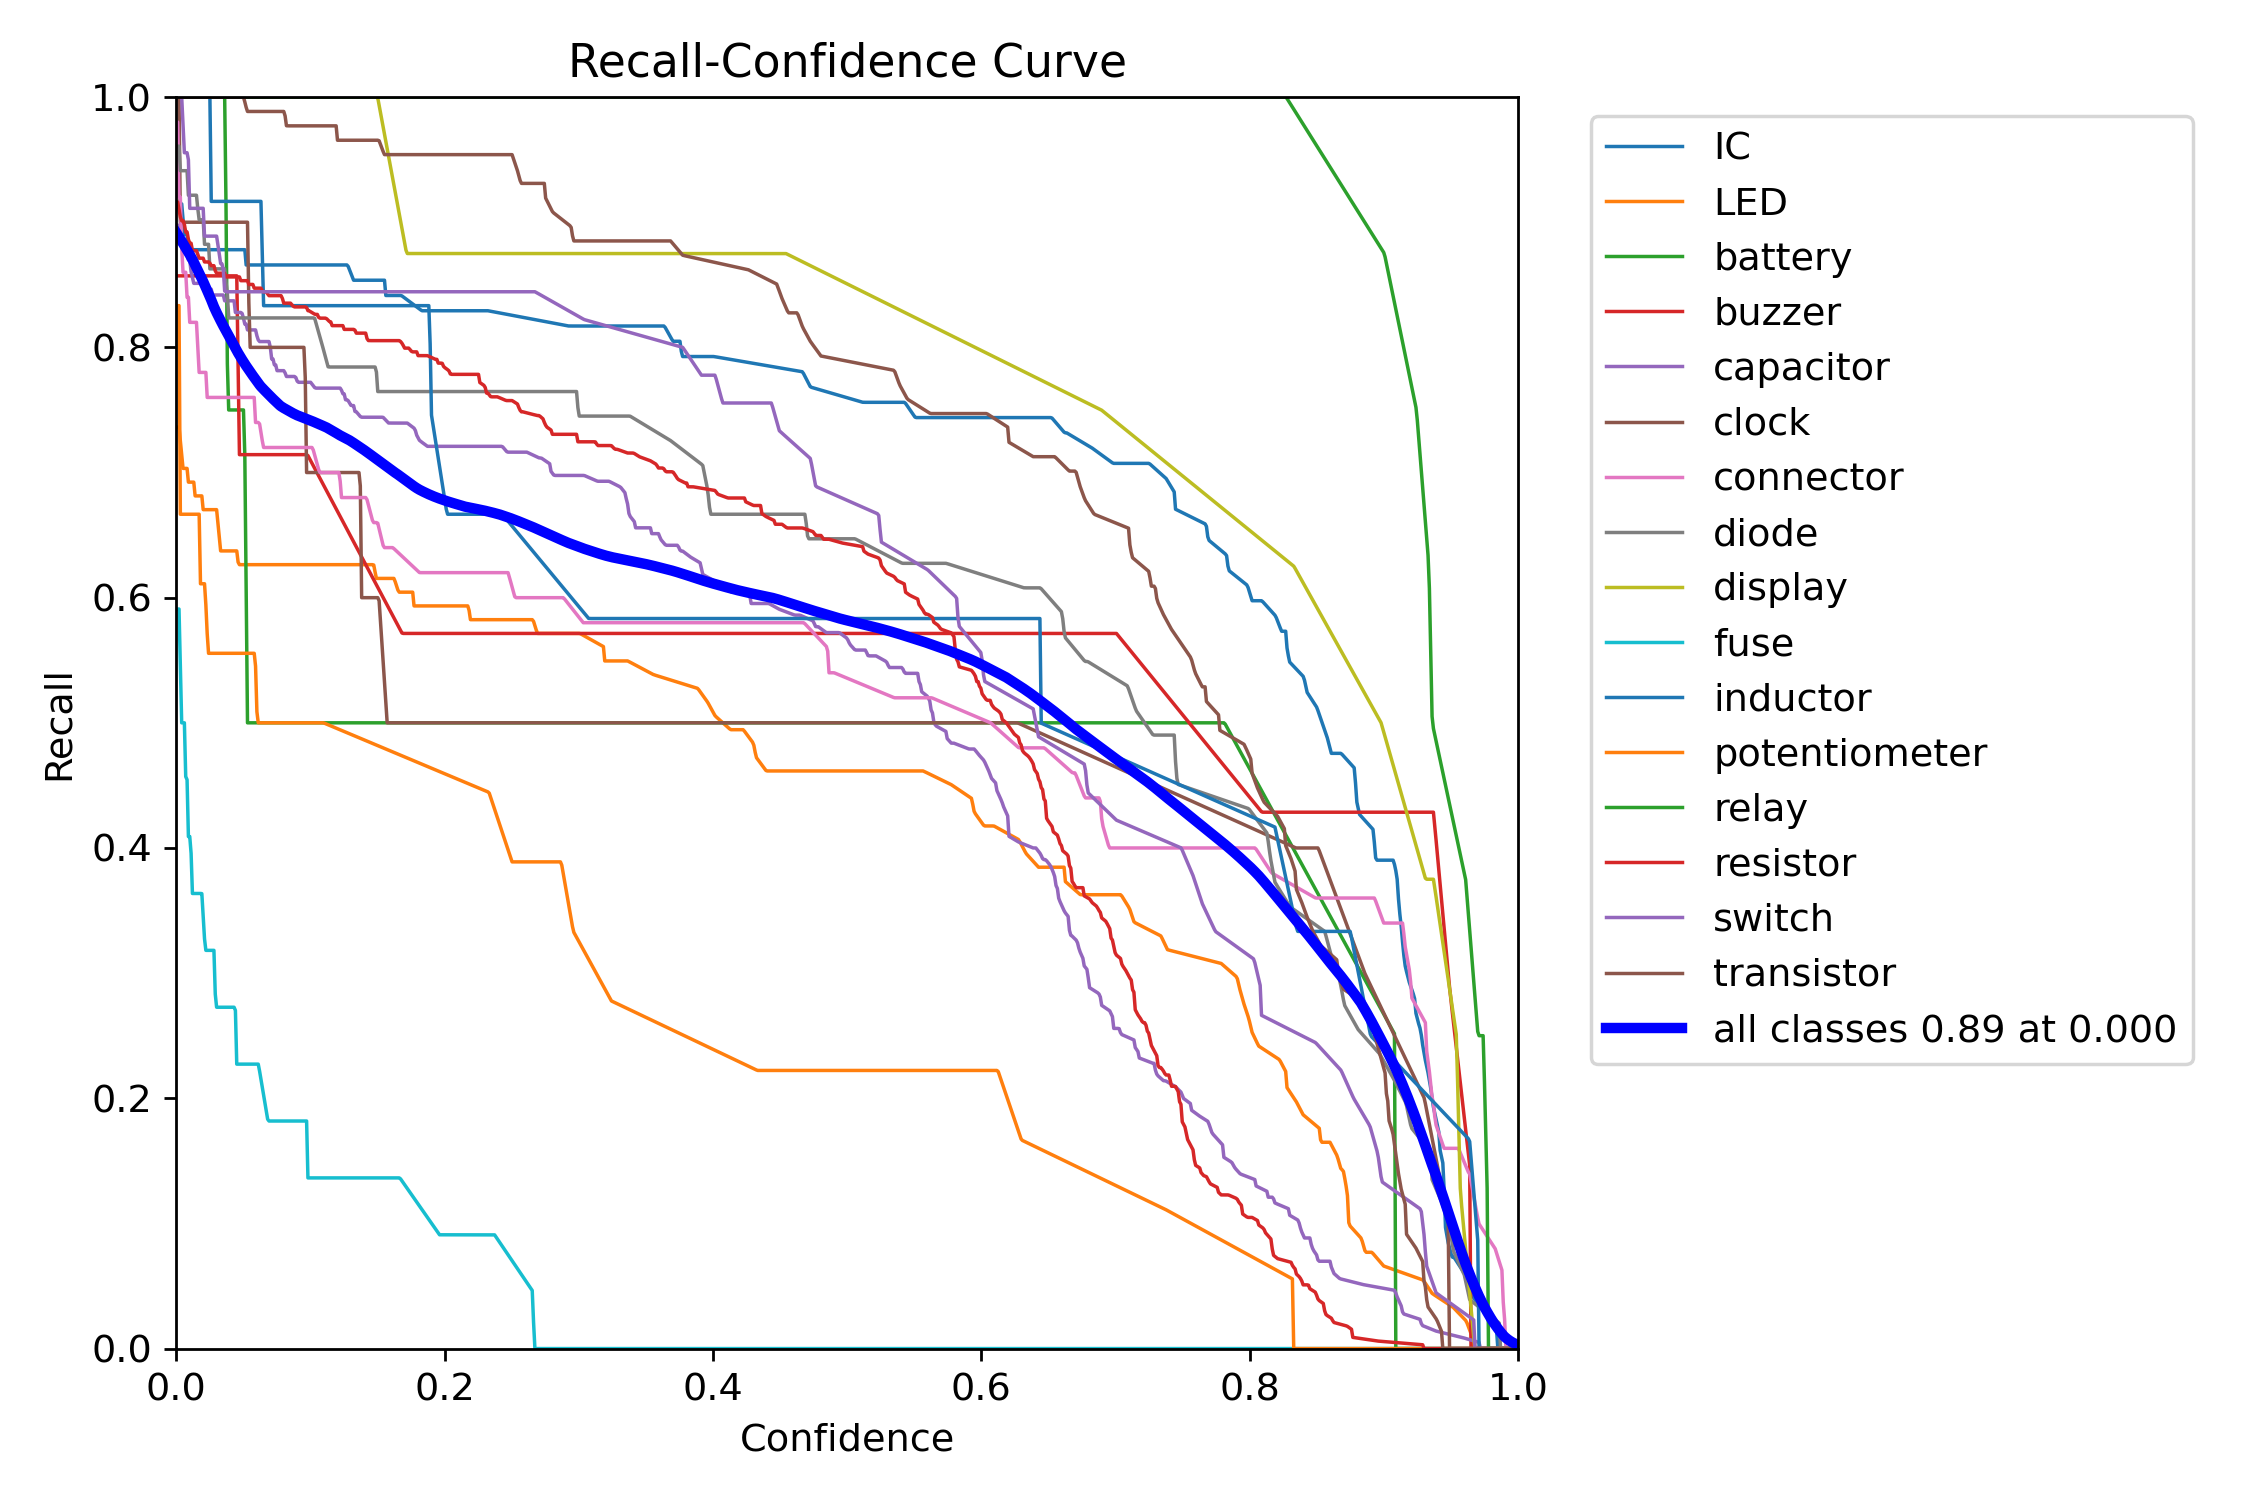 Recall-Confidence Curve
1.0
0.8
0.6
0.4
0.2
0.0
Recall
0.0 0.2 0.4 0.6 0.8 1.0
Confidence
IC
LED
battery
buzzer
capacitor
clock
connector
diode
display
fuse
inductor
potentiometer
relay
resistor
switch
transistor
all classes 0.89 at 0.000